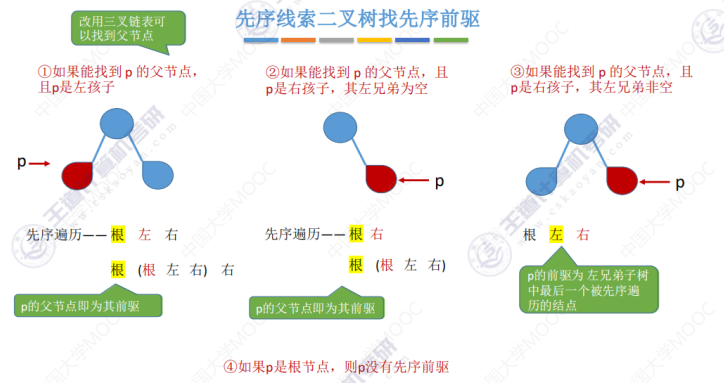 先序线索二叉树找先序前驱
改用三叉链表可
以找到父节点
①如果能找到 p 的父节点，
且p是左孩子
p
先序遍历——根 左 右
根 (根 左 右) 右
p的父节点即为其前驱
②如果能找到 p 的父节点，且
p是右孩子，其左兄弟为空
p
先序遍历——根 右
根 (根 左 右)
p的父节点即为其前驱
③如果能找到 p 的父节点，且
p是右孩子，其左兄弟非空
p
根 左 右
p的前驱为 左兄弟子树
中最后一个被先序遍
历的结点
④如果p是根节点，则p没有先序前驱
王道计算机考研
www.cskaoyan.com
中国大学MOOC